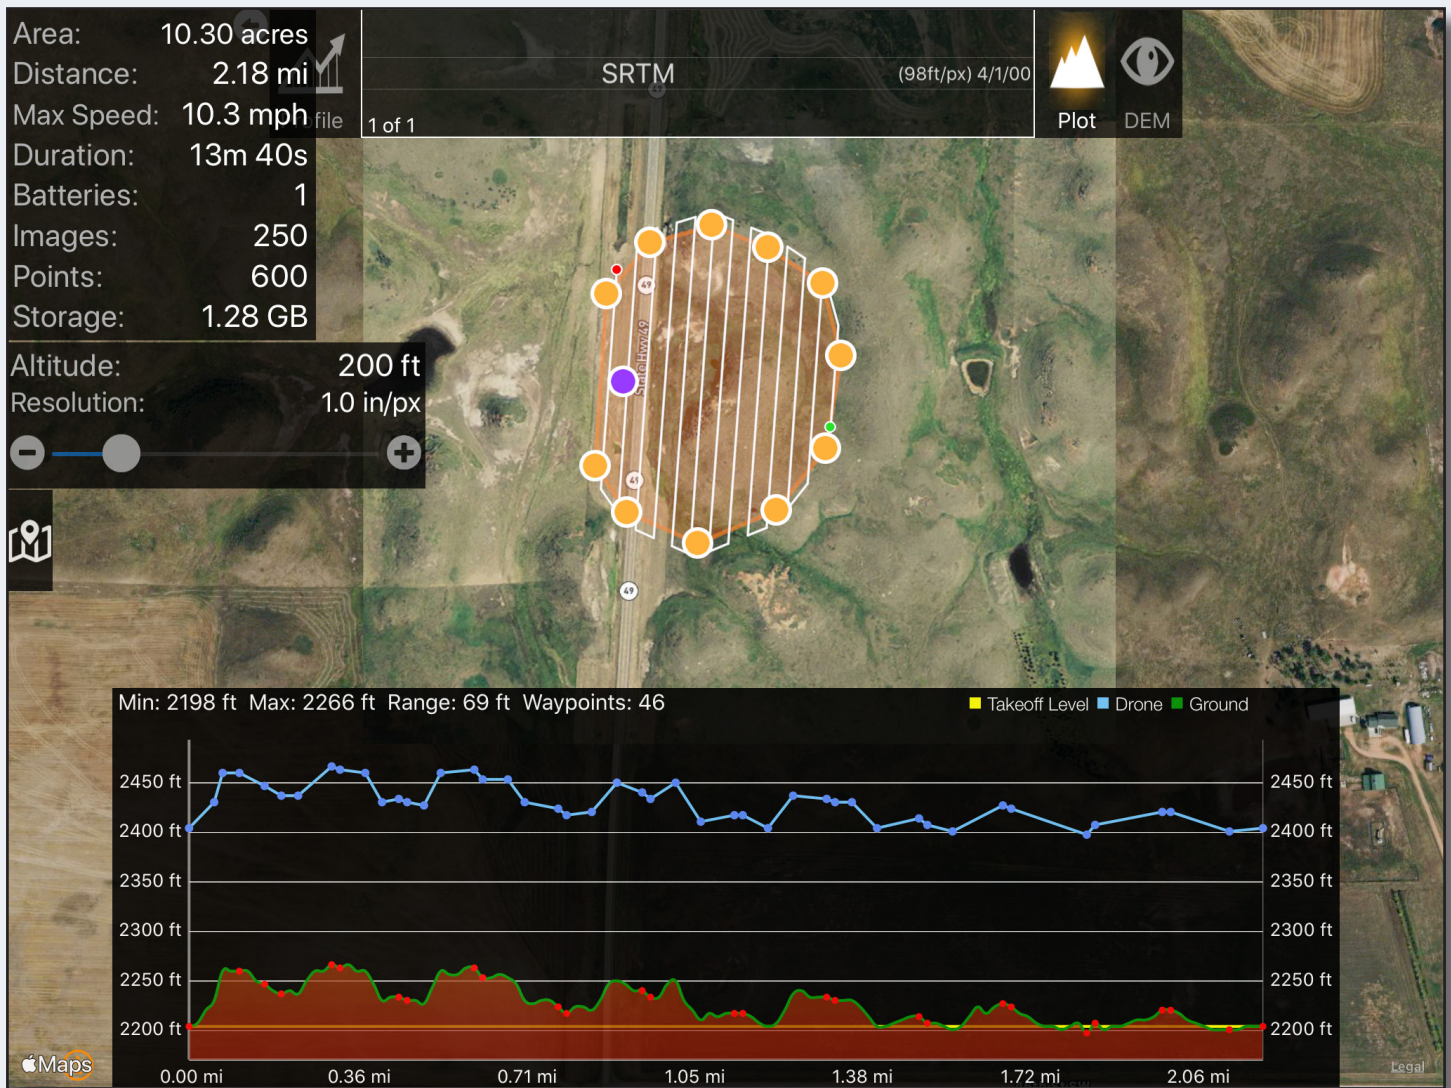 Area: 10.30 acres
Distance: 2.18 mi
Max Speed: 10.3 mph
Duration: 13m 40s
Batteries: 1
Images: 250
Points: 600
Storage: 1.28 GB
Altitude: 200 ft
Resolution: 1.0 in/px
SRTM
(98ft/px) 4/1/00
1 of 1
Plot
DEM
49
49
State Hwy 49
49
Min: 2198 ft Max: 2266 ft Range: 69 ft Waypoints: 46
Takeoff Level Drone Ground
2450 ft 2450 ft
2400 ft 2400 ft
2350 ft 2350 ft
2300 ft 2300 ft
2250 ft 2250 ft
2200 ft 2200 ft
0.00 mi 0.36 mi 0.71 mi 1.05 mi 1.38 mi 1.72 mi 2.06 mi
Maps
Legal